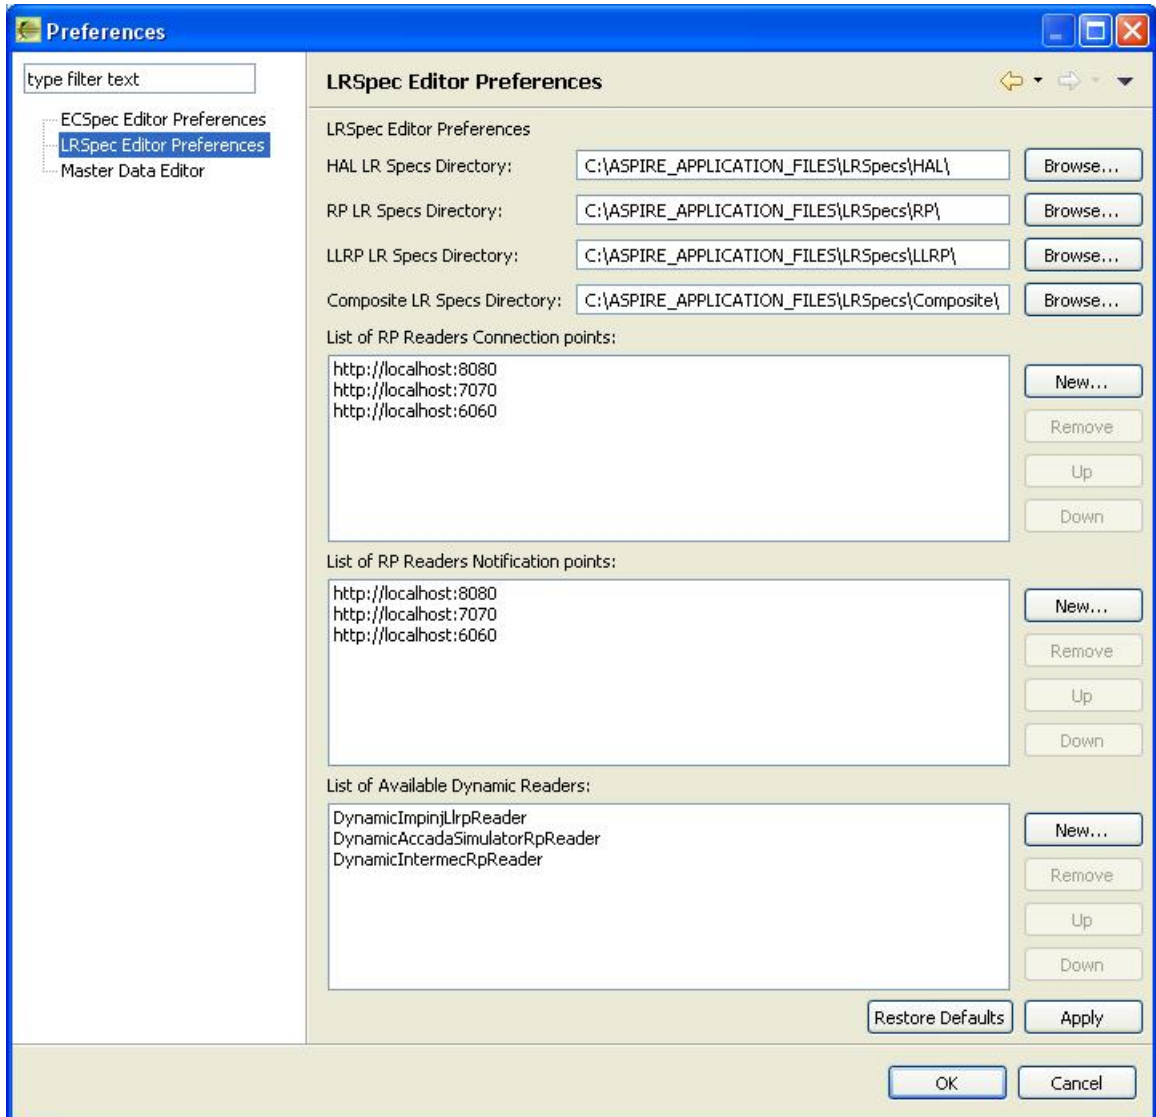 Preferences
type filter text
ECSpec Editor Preferences
LRSpec Editor Preferences
Master Data Editor
LRSpec Editor Preferences
LRSpec Editor Preferences
HAL LR Specs Directory: C:\ASPIRE_APPLICATION_FILES\LRSpecs\HAL\ Browse...
RP LR Specs Directory: C:\ASPIRE_APPLICATION_FILES\LRSpecs\RP\ Browse...
LLRP LR Specs Directory: C:\ASPIRE_APPLICATION_FILES\LRSpecs\LLRP\ Browse...
Composite LR Specs Directory: C:\ASPIRE_APPLICATION_FILES\LRSpecs\Composite\ Browse...
List of RP Readers Connection points:
http://localhost:8080
http://localhost:7070
http://localhost:6060
New...
Remove
Up
Down
List of RP Readers Notification points:
http://localhost:8080
http://localhost:7070
http://localhost:6060
New...
Remove
Up
Down
List of Available Dynamic Readers:
DynamicImpinjLlrpReader
DynamicAccadaSimulatorRpReader
DynamicIntermecRpReader
New...
Remove
Up
Down
Restore Defaults Apply
OK Cancel